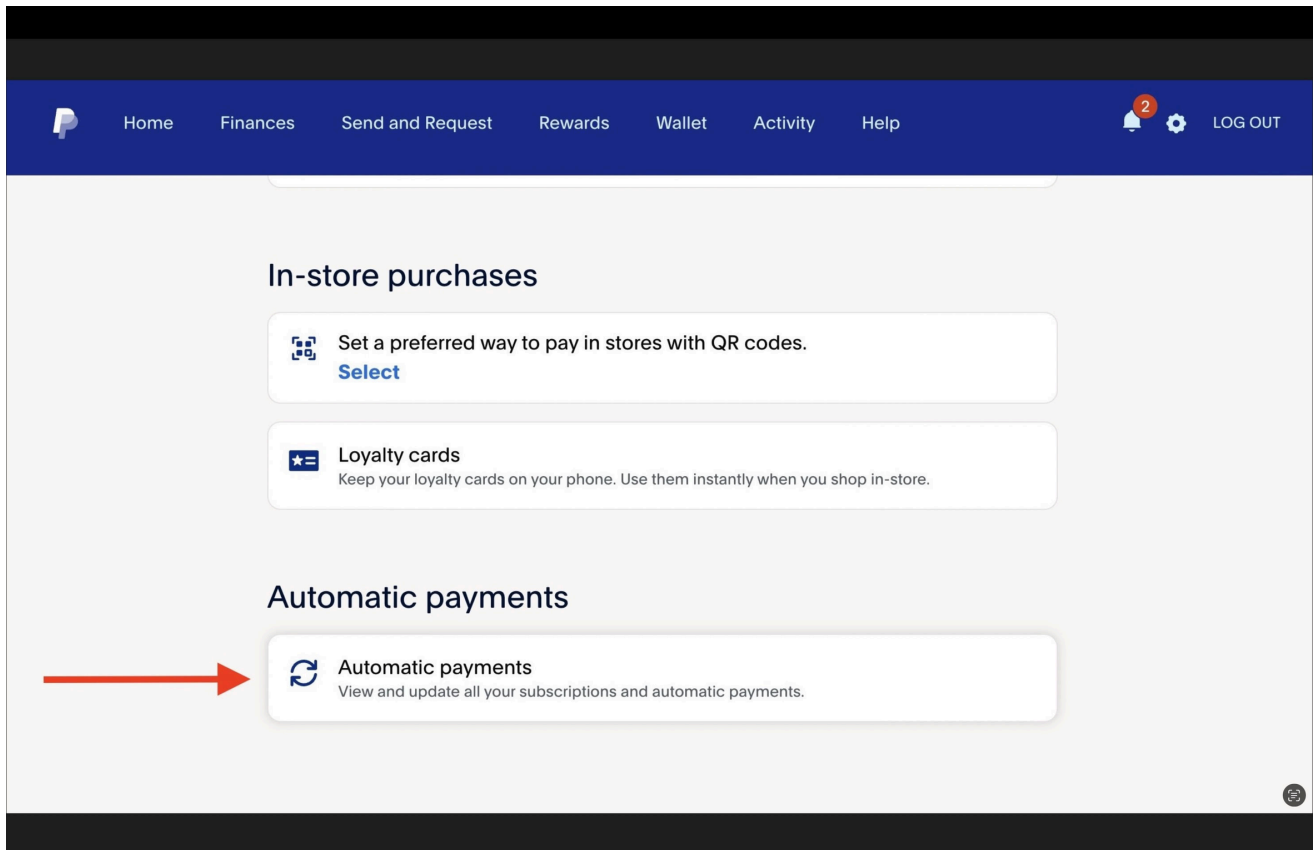 Home Finances Send and Request Rewards Wallet Activity Help 2 LOG OUT
In-store purchases
Set a preferred way to pay in stores with QR codes.
Select
Loyalty cards
Keep your loyalty cards on your phone. Use them instantly when you shop in-store.
Automatic payments
Automatic payments
View and update all your subscriptions and automatic payments.